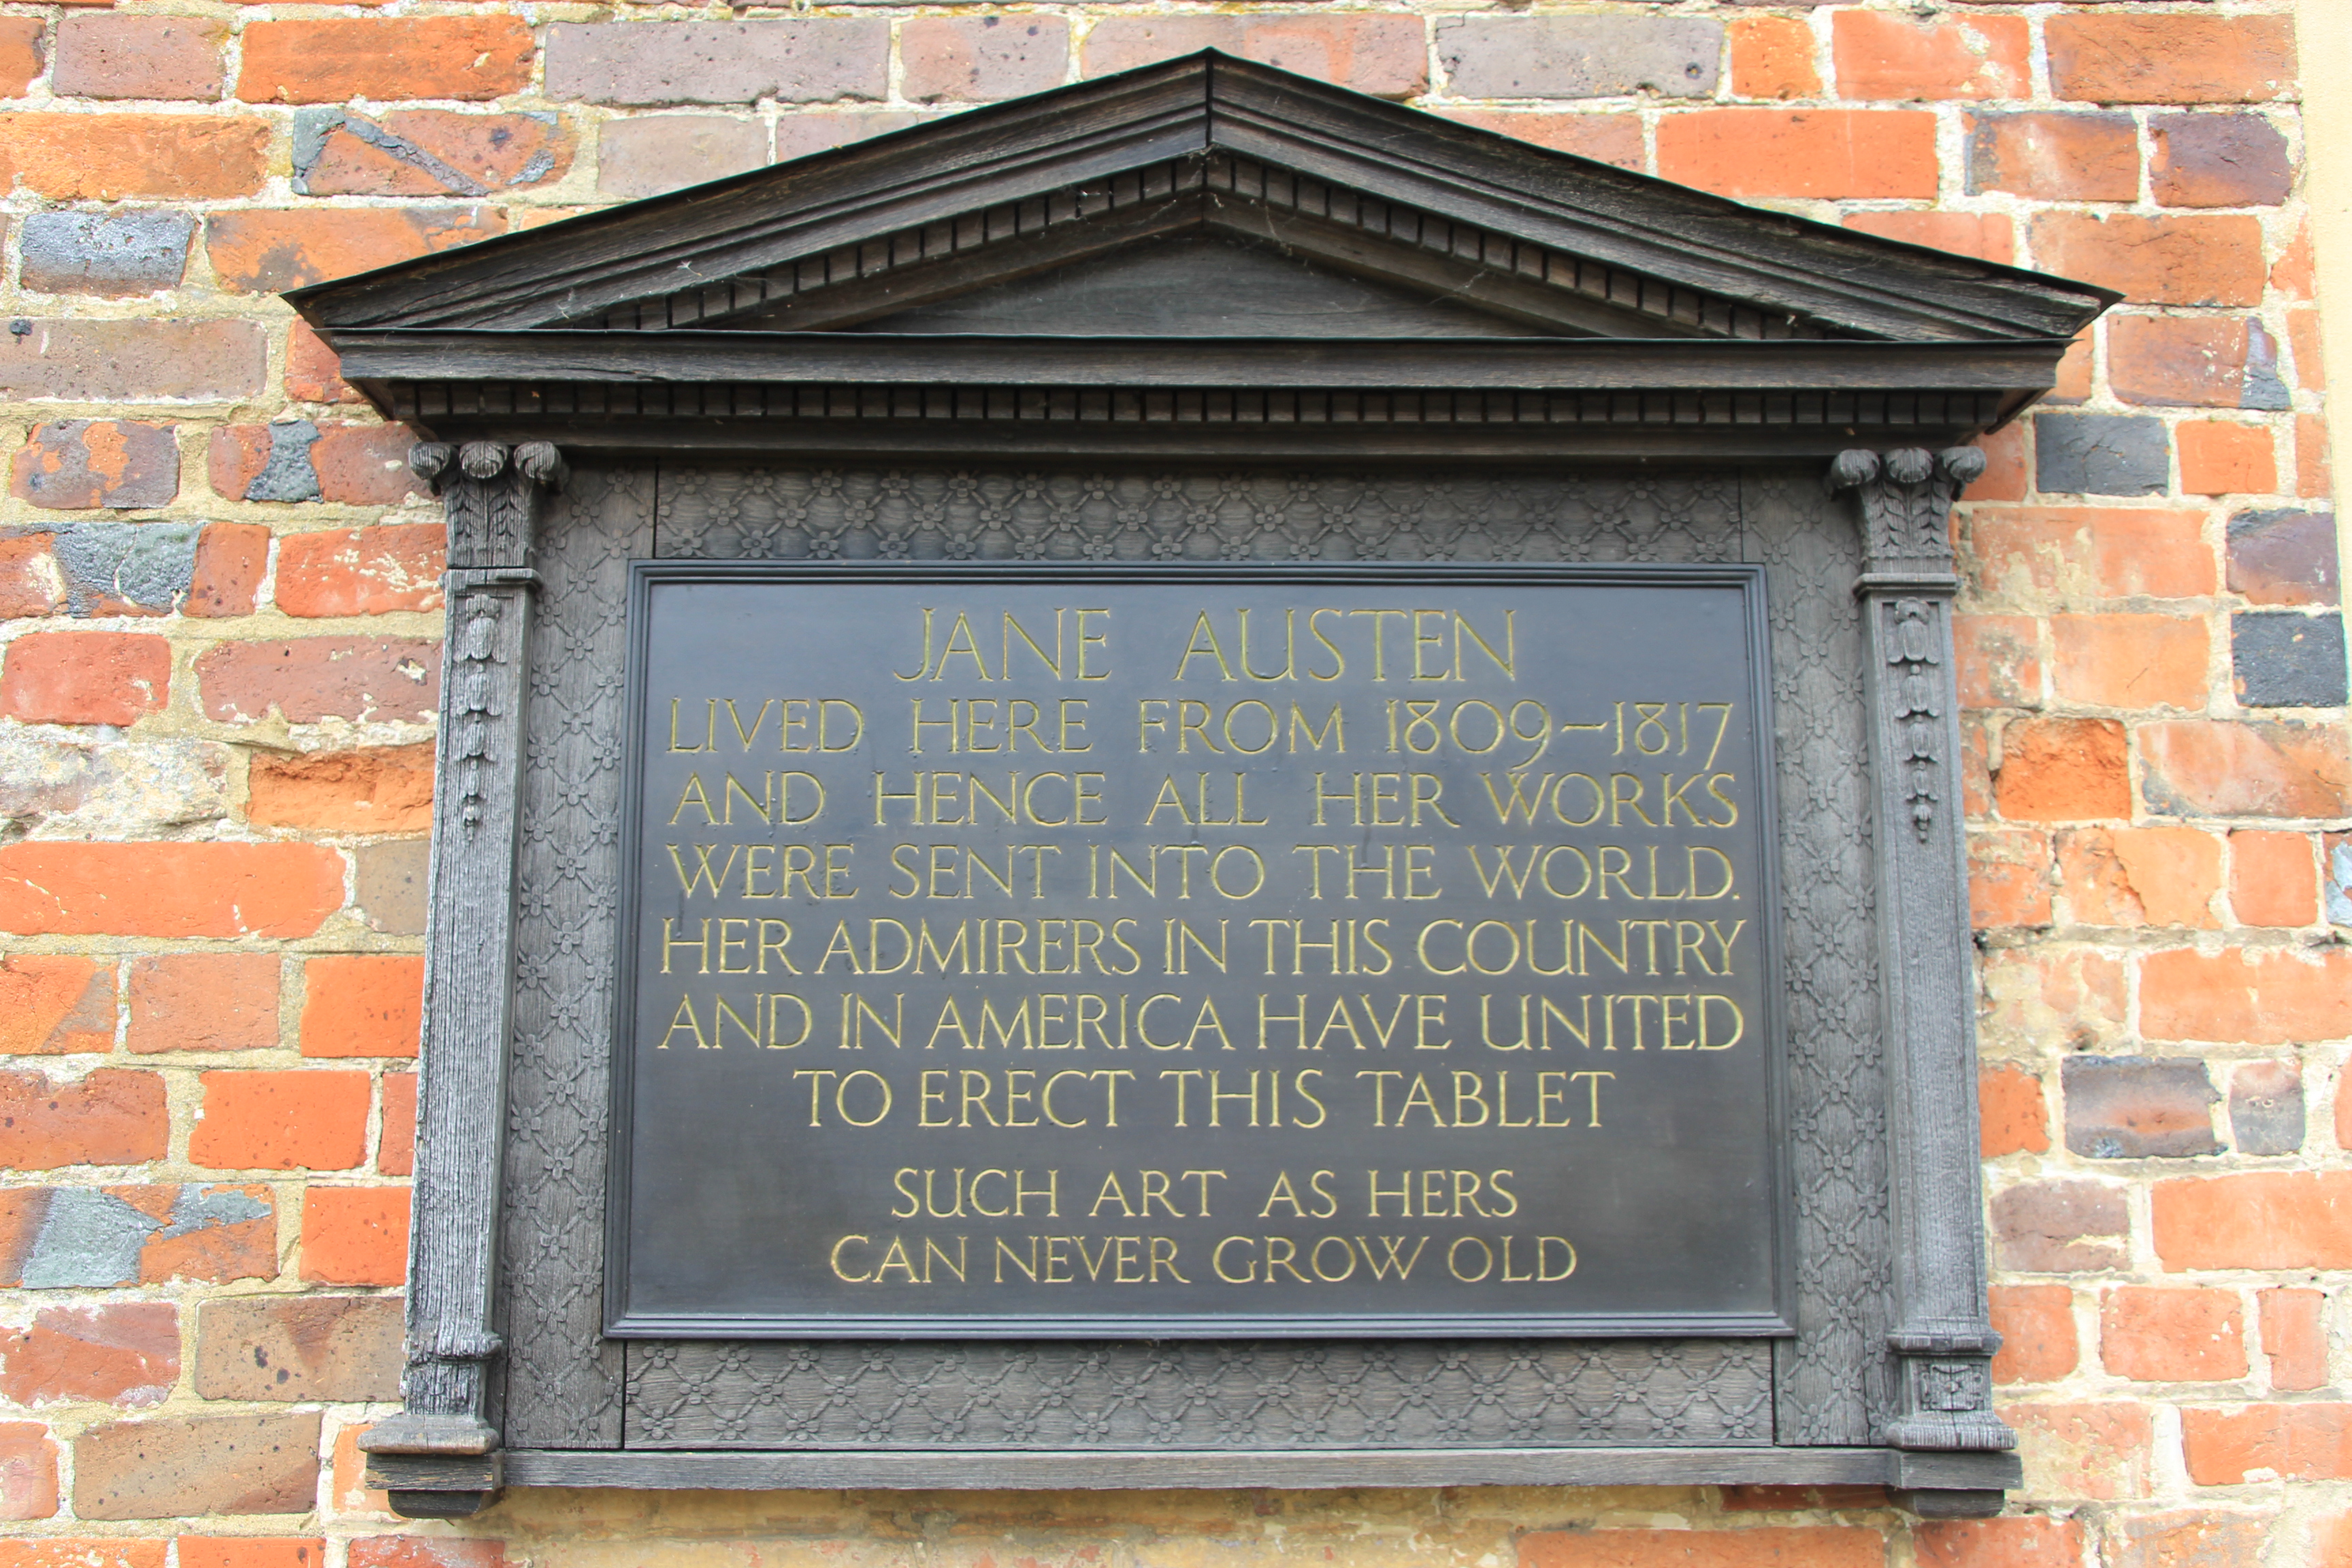 JANE AUSTEN
LIVED HERE FROM 1809–1817
AND HENCE ALL HER WORKS
WERE SENT INTO THE WORLD.
HER ADMIRERS IN THIS COUNTRY
AND IN AMERICA HAVE UNITED
TO ERECT THIS TABLET
SUCH ART AS HERS
CAN NEVER GROW OLD